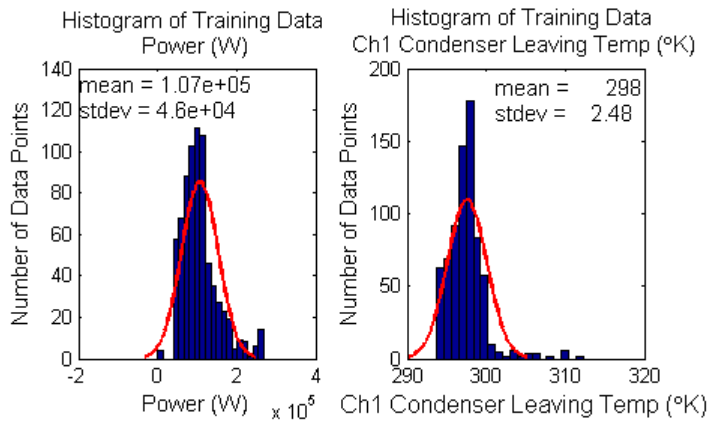 Histogram of Training Data
Power (W)
mean = 1.07e+05
stdev = 4.6e+04
Number of Data Points
140
120
100
80
60
40
20
0
-2
0
2
4
x 10^5
Power (W)
Histogram of Training Data
Ch1 Condenser Leaving Temp (°K)
mean = 298
stdev = 2.48
Number of Data Points
200
150
100
50
0
290
300
310
320
Ch1 Condenser Leaving Temp (°K)